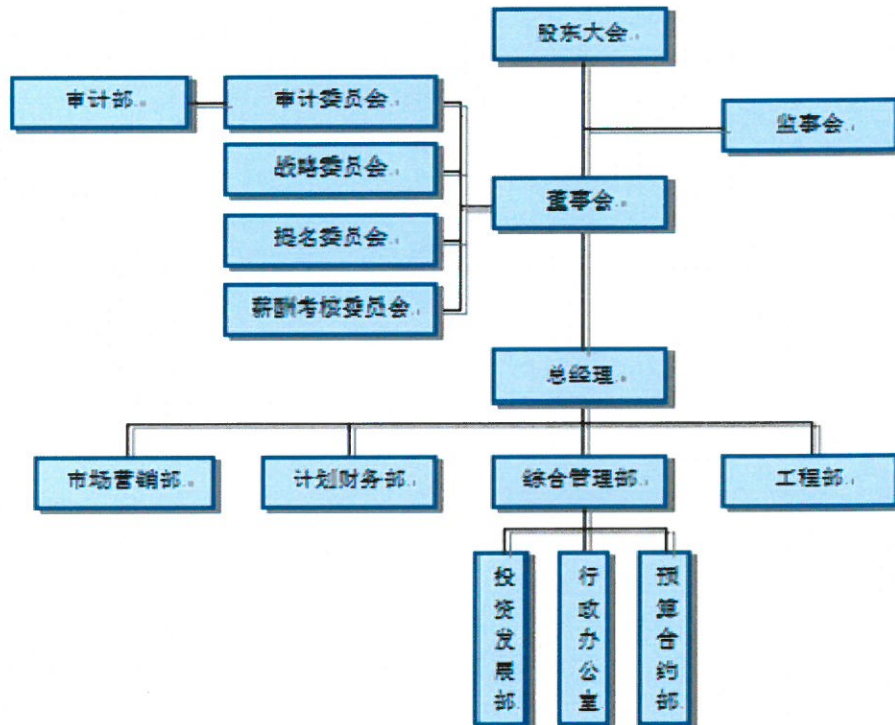 股东大会
审计部
审计委员会
监事会
战略委员会
董事会
提名委员会
薪酬考核委员会
总经理
市场营销部
计划财务部
综合管理部
工程部
投资发展部
行政办公室
预算合约部